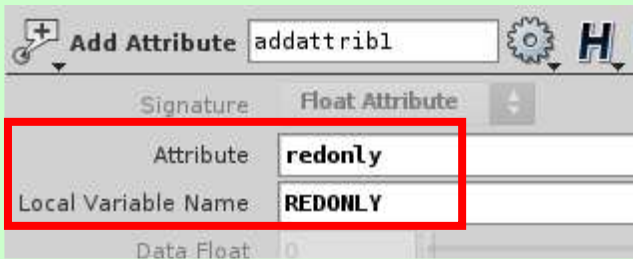 Add Attribute addattrib1
Signature Float Attribute
Attribute redonly
Local Variable Name REDONLY
Data Float 0